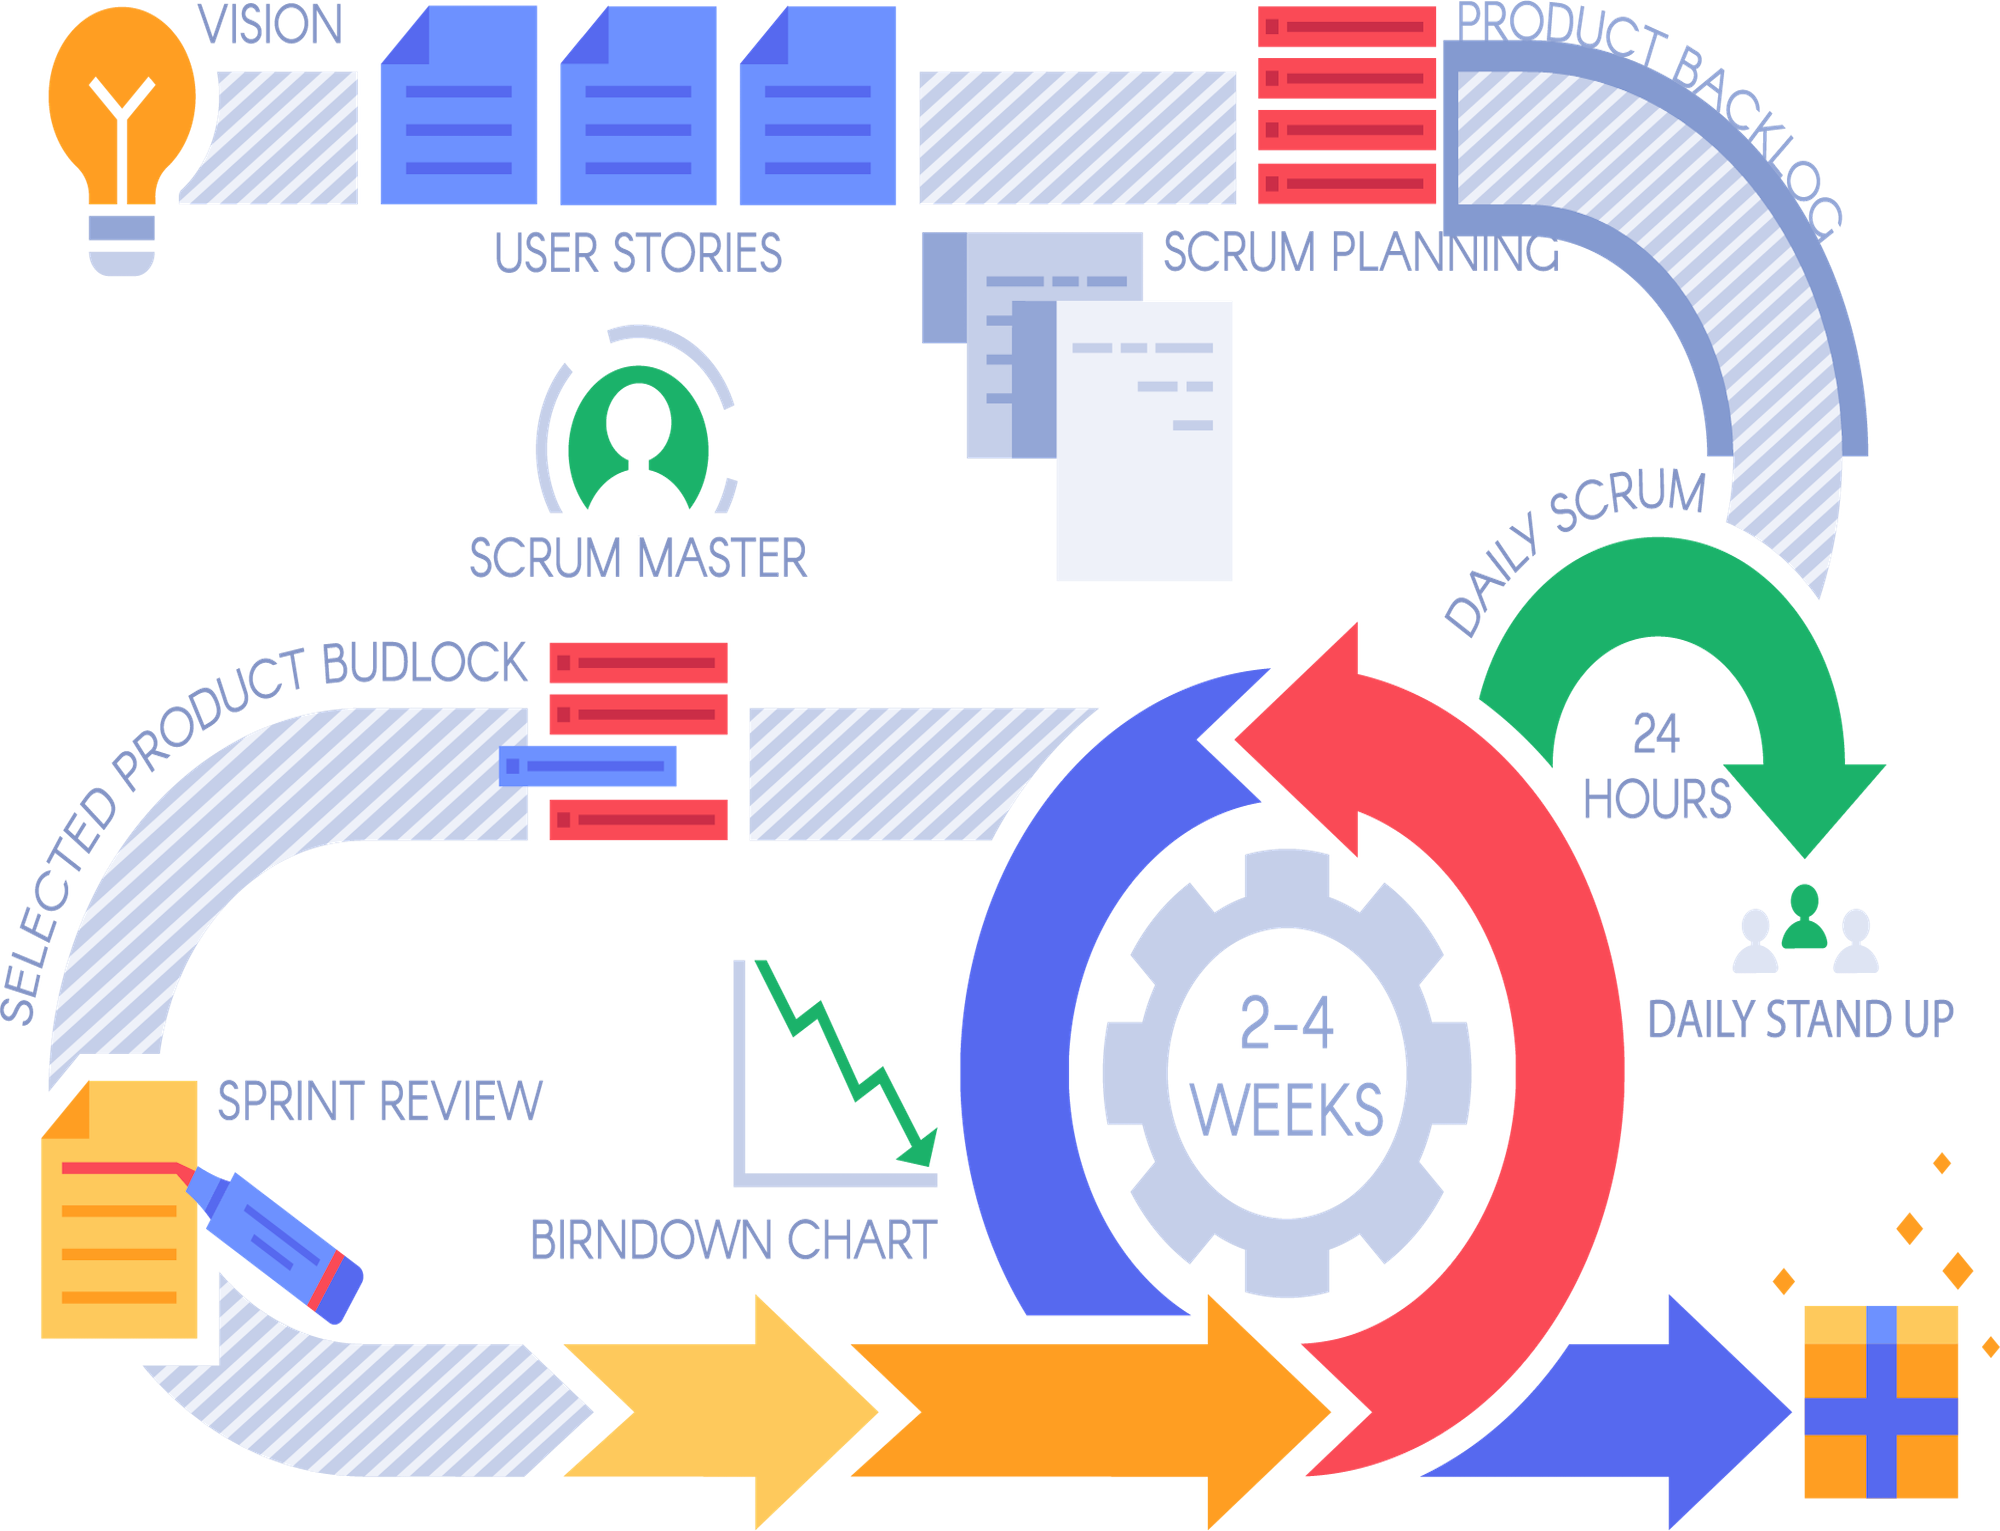 VISION
PRODUCT BACKLOG
USER STORIES
SCRUM PLANNING
SCRUM MASTER
DAILY SCRUM
SELECTED PRODUCT BUDLOCK
24
HOURS
2-4
WEEKS
DAILY STAND UP
SPRINT REVIEW
BIRNDOWN CHART